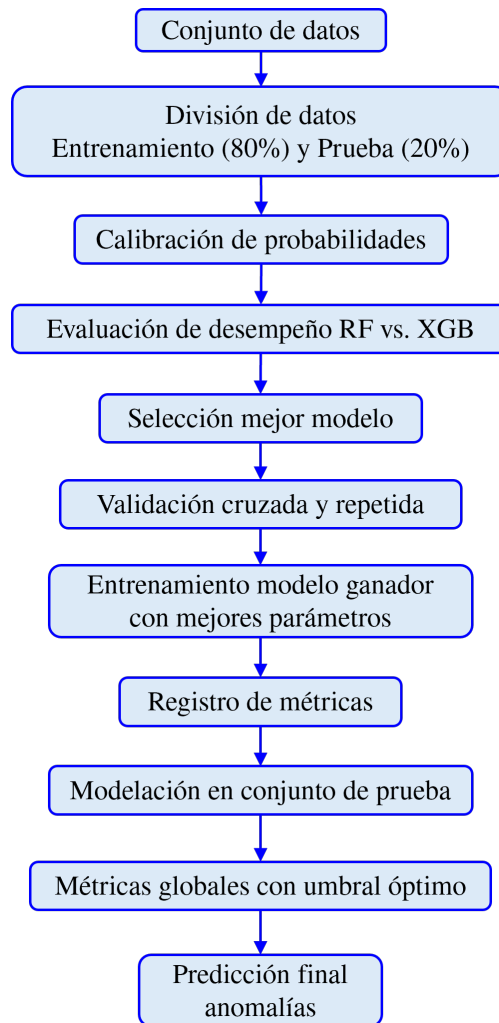 Conjunto de datos
División de datos
Entrenamiento (80%) y Prueba (20%)
Calibración de probabilidades
Evaluación de desempeño RF vs. XGB
Selección mejor modelo
Validación cruzada y repetida
Entrenamiento modelo ganador
con mejores parámetros
Registro de métricas
Modelación en conjunto de prueba
Métricas globales con umbral óptimo
Predicción final
anomalías